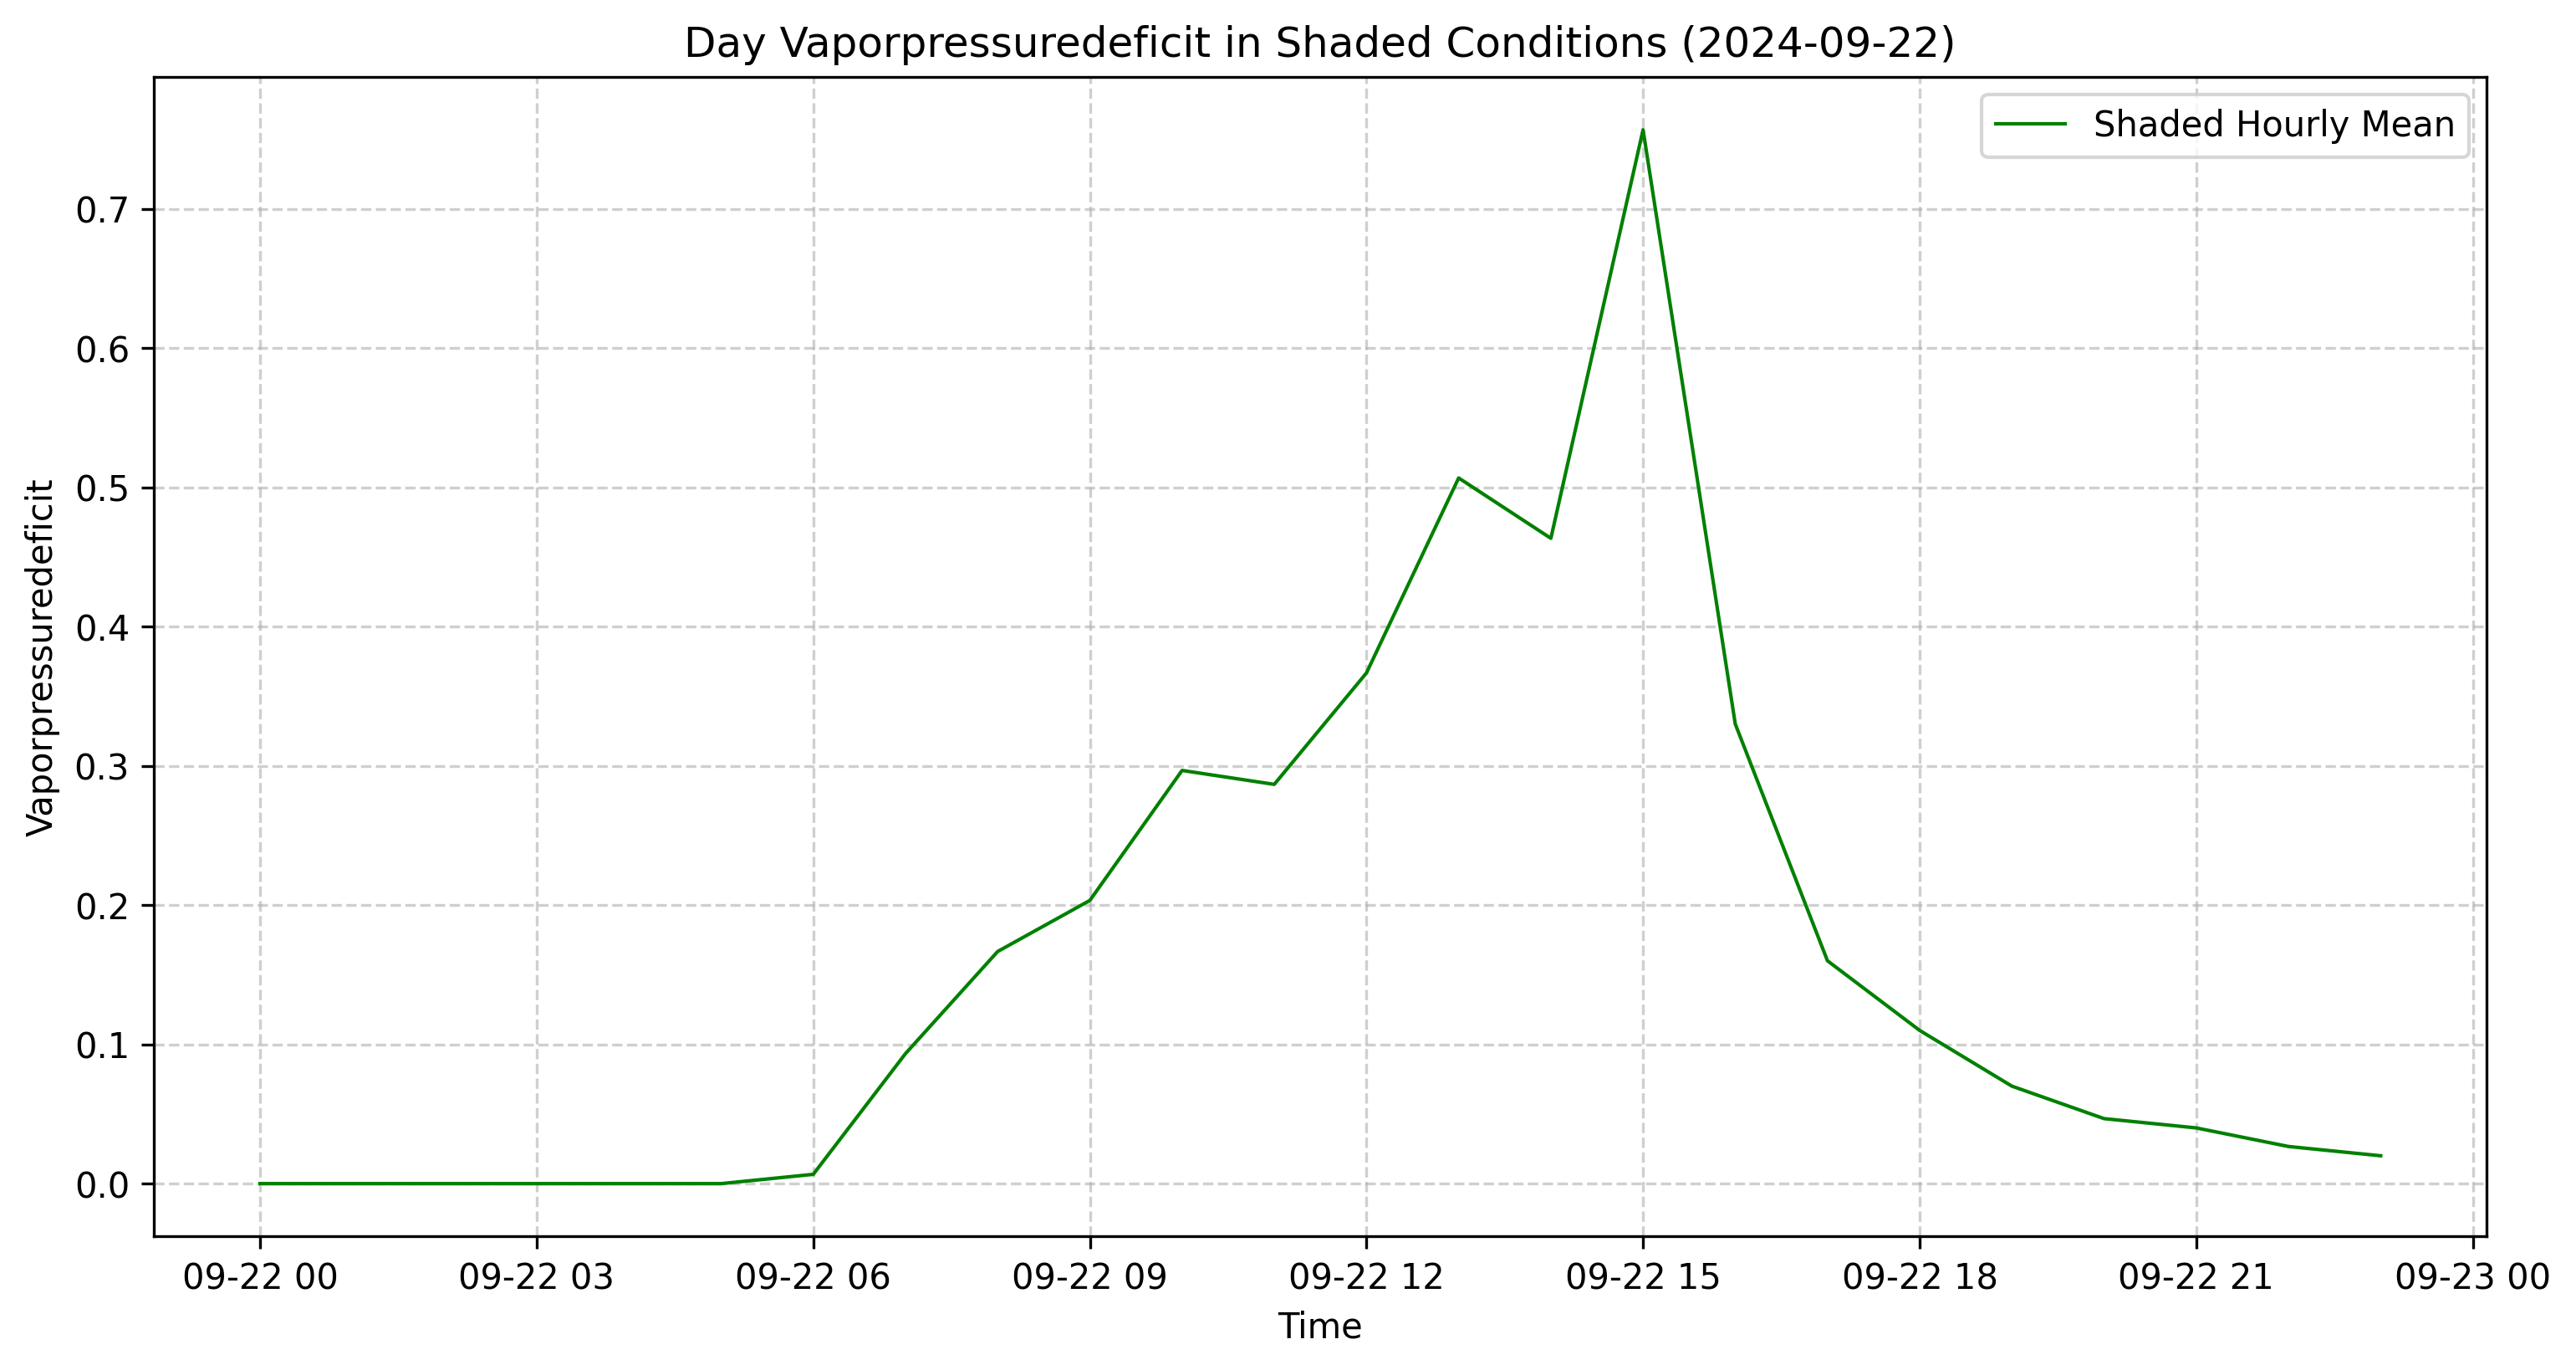 Day Vaporpressuredeficit in Shaded Conditions (2024-09-22)
Shaded Hourly Mean
Vaporpressuredeficit
0.7
0.6
0.5
0.4
0.3
0.2
0.1
0.0
09-22 00 09-22 03 09-22 06 09-22 09 09-22 12 09-22 15 09-22 18 09-22 21 09-23 00
Time